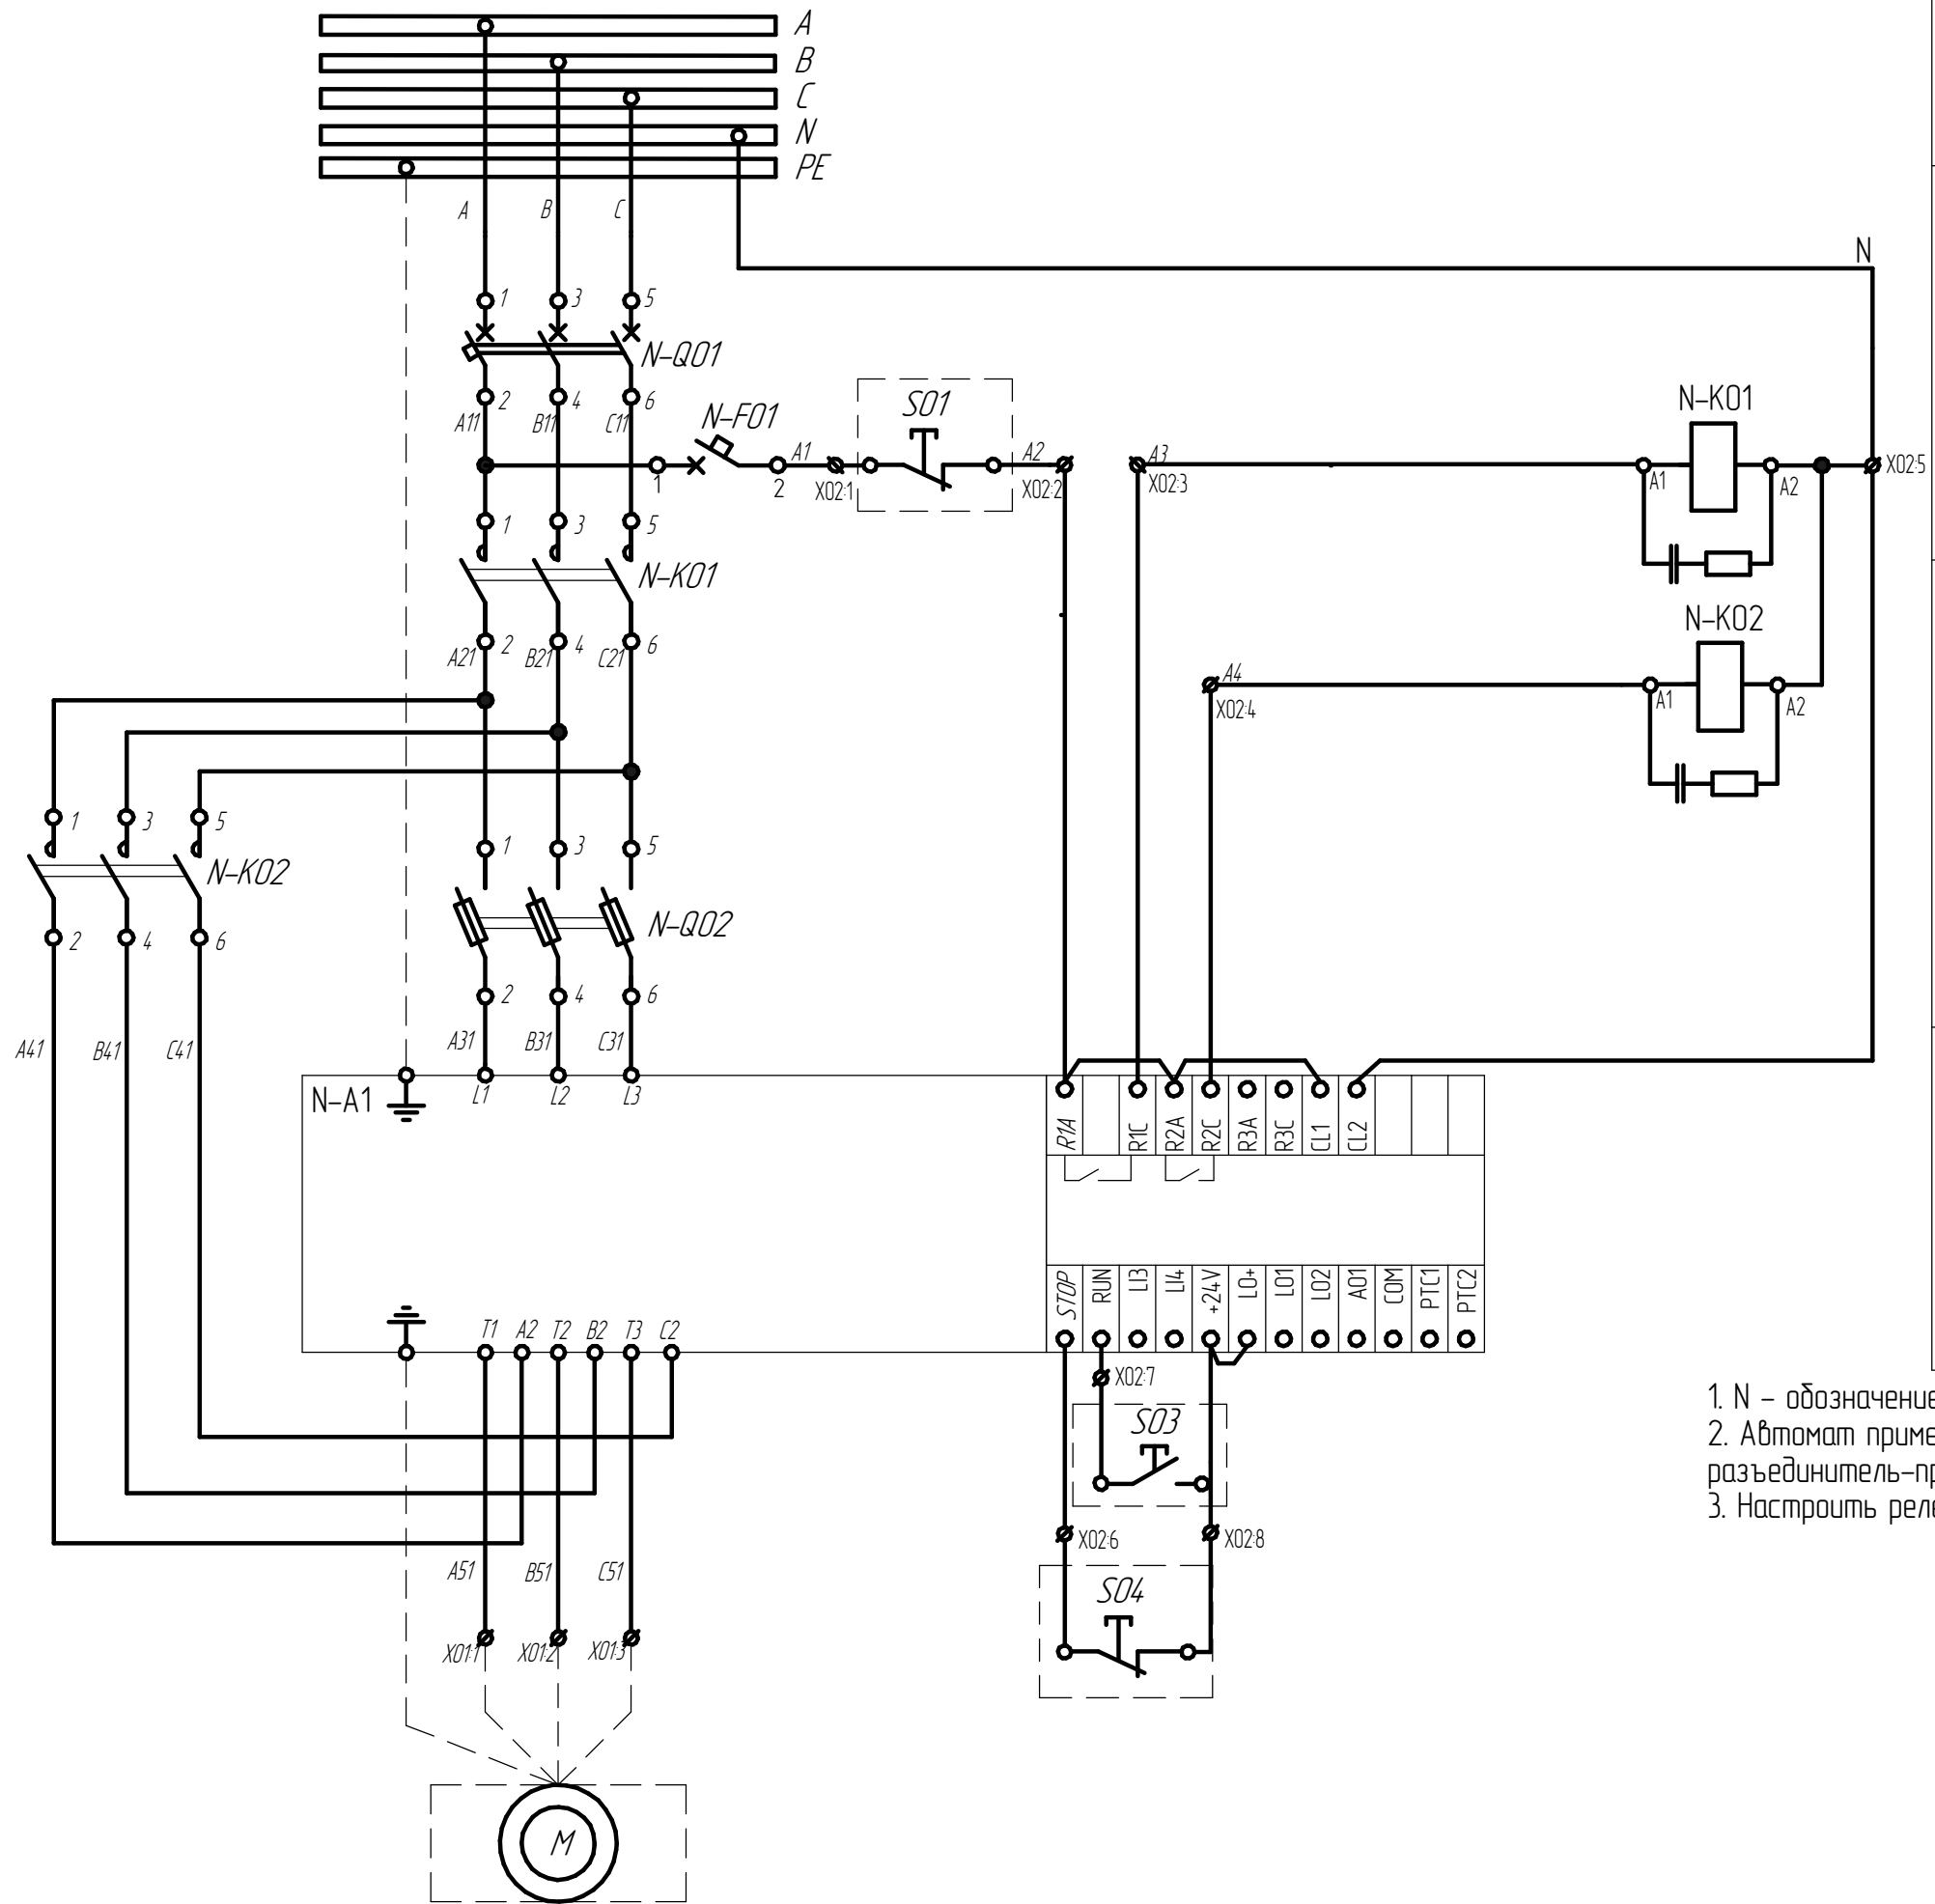 A
B
C
N
PE
A B C
N
1 3 5
N-Q01
2 4 6
A11 B11 C11
N-F01
1 2
A1
X02:1
S01
A2
X02:2
A3
X02:3
N-K01
A1 A2
X02:5
1 3 5
N-K01
2 4 6
A21 B21 C21
N-K02
A4
X02:4
A1 A2
1 3 5
N-K02
2 4 6
1 3 5
N-Q02
2 4 6
A41 B41 C41
A31 B31 C31
N-A1
L1 L2 L3
R1A R1C R2A R2C R3A R3C CL1 CL2
STOP RUN LI3 LI4 +24V LO+ LO1 LO2 AO1 COM PTC1 PTC2
T1 A2 T2 B2 T3 C2
X02:7
S03
X02:6 X02:8
S04
A51 B51 C51
X01:1 X01:2 X01:3
M
1. N – обозначение
2. Автомат приме
разъединитель-пр
3. Настроить реле